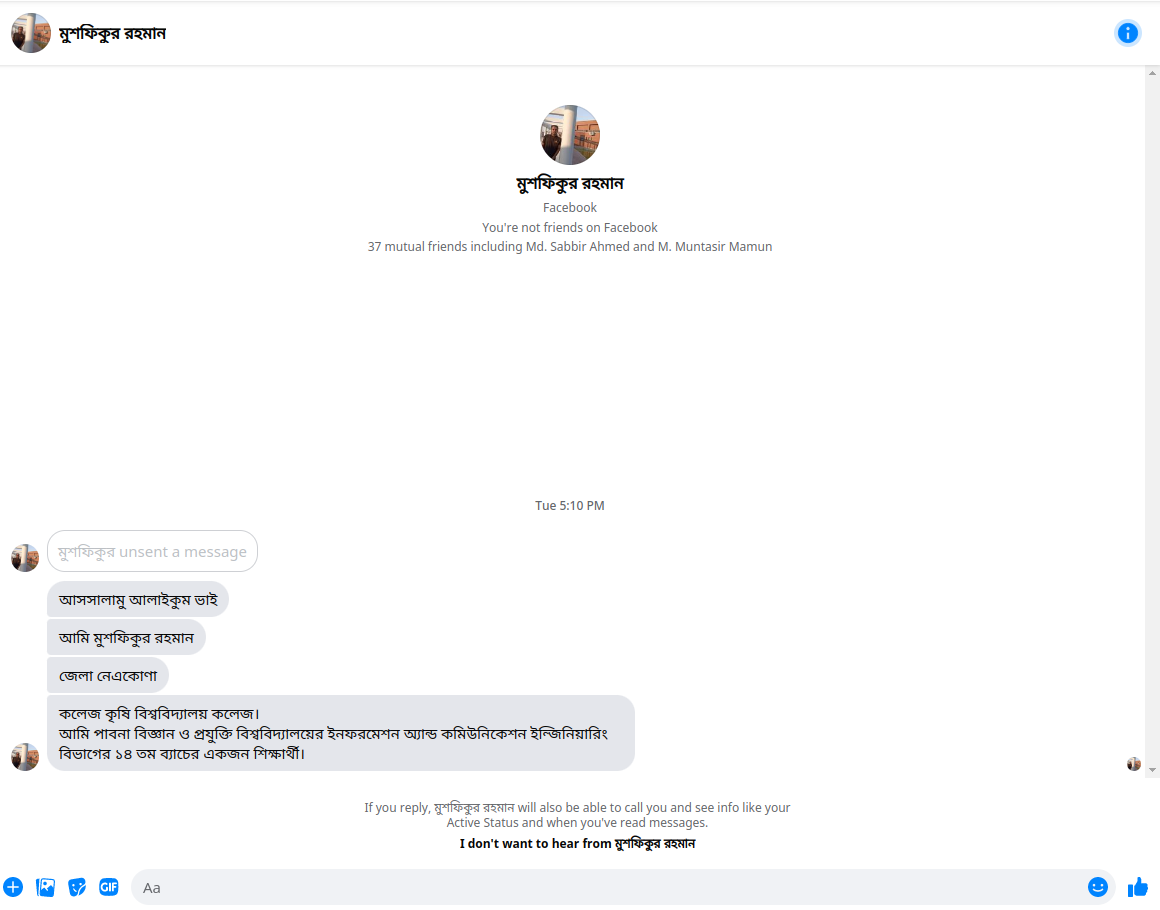 মুশফিকুর রহমান
মুশফিকুর রহমান
Facebook
You're not friends on Facebook
37 mutual friends including Md. Sabbir Ahmed and M. Muntasir Mamun
Tue 5:10 PM
মুশফিকুর unsent a message
আসসালামু আলাইকুম ভাই
আমি মুশফিকুর রহমান
জেলা নেএকোণা
কলেজ কৃষি বিশ্ববিদ্যালয় কলেজ।
আমি পাবনা বিজ্ঞান ও প্রযুক্তি বিশ্ববিদ্যালয়ের ইনফরমেশন অ্যান্ড কমিউনিকেশন ইন্জিনিয়ারিং
বিভাগের ১৪ তম ব্যাচের একজন শিক্ষার্থী।
If you reply, মুশফিকুর রহমান will also be able to call you and see info like your
Active Status and when you've read messages.
I don't want to hear from মুশফিকুর রহমান
GIF
Aa